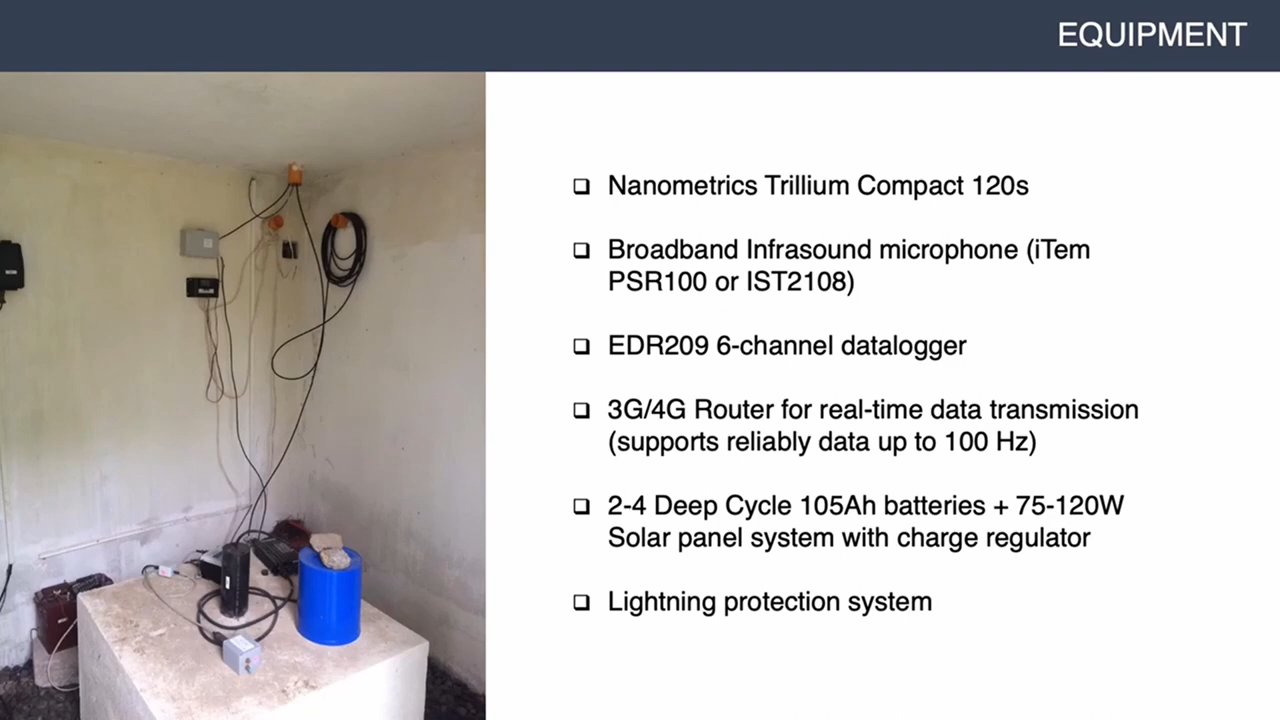 EQUIPMENT
❑ Nanometrics Trillium Compact 120s
❑ Broadband Infrasound microphone (iTem
PSR100 or IST2108)
❑ EDR209 6-channel datalogger
❑ 3G/4G Router for real-time data transmission
(supports reliably data up to 100 Hz)
❑ 2-4 Deep Cycle 105Ah batteries + 75-120W
Solar panel system with charge regulator
❑ Lightning protection system